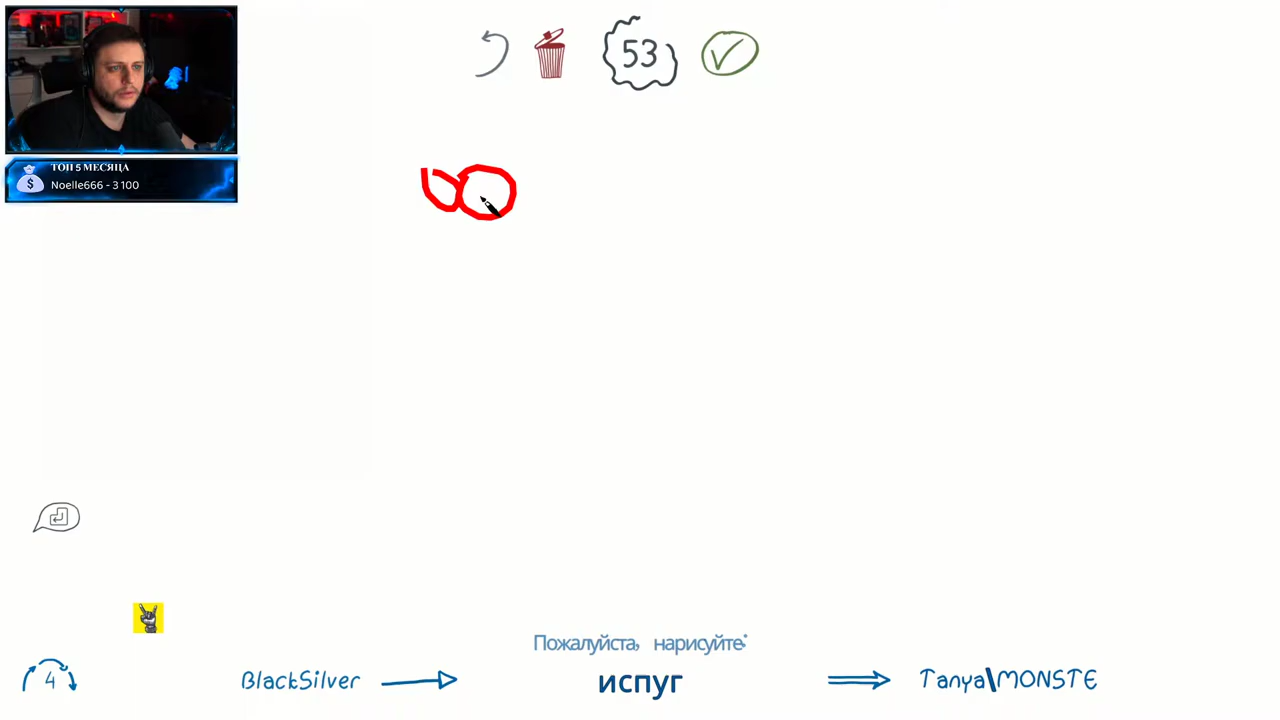 53
ТОП 5 МЕСЯЦА
$
Noelle666 - 3 100
Пожалуйста, нарисуйте:
4 BlackSilver испуг Tanya\MONSTE